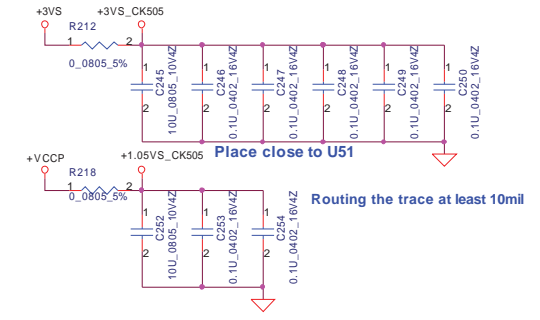 +3VS
+3VS_CK505
R212
1
2
0_0805_5%
1
2
C245
10U_0805_10V4Z
1
2
C246
0.1U_0402_16V4Z
1
2
C247
0.1U_0402_16V4Z
1
2
C248
0.1U_0402_16V4Z
1
2
C249
0.1U_0402_16V4Z
1
2
C250
0.1U_0402_16V4Z
Place close to U51
+VCCP
+1.05VS_CK505
R218
1
2
0_0805_5%
Routing the trace at least 10mil
1
2
C252
10U_0805_10V4Z
1
2
C253
0.1U_0402_16V4Z
1
2
C254
0.1U_0402_16V4Z